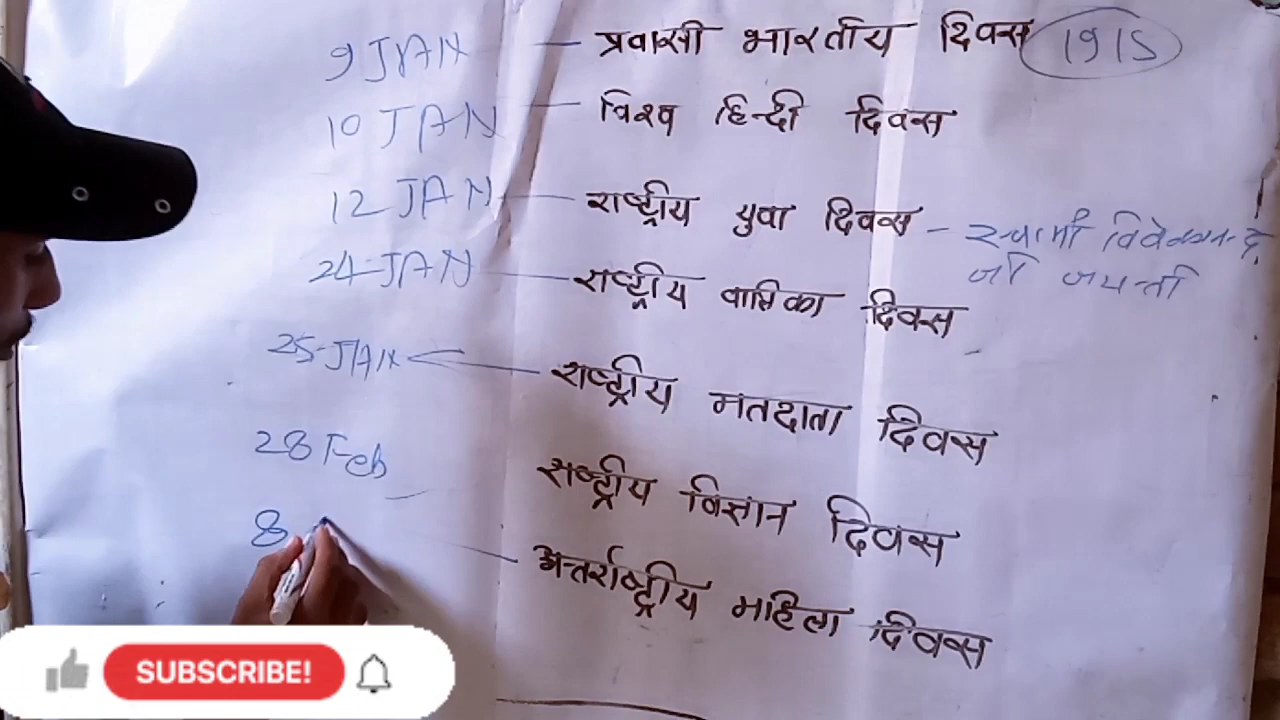 9 JAN — प्रवासी भारतीय दिवस 1915
10 JAN — विश्व हिन्दी दिवस
12 JAN — राष्ट्रीय युवा दिवस – स्वामी विवेकानन्द
जी जयन्ती
24-JAN — राष्ट्रीय बालिका दिवस
25-JAN — राष्ट्रीय मतदाता दिवस
28 Feb — राष्ट्रीय विज्ञान दिवस
8 — अन्तर्राष्ट्रीय महिला दिवस
SUBSCRIBE!